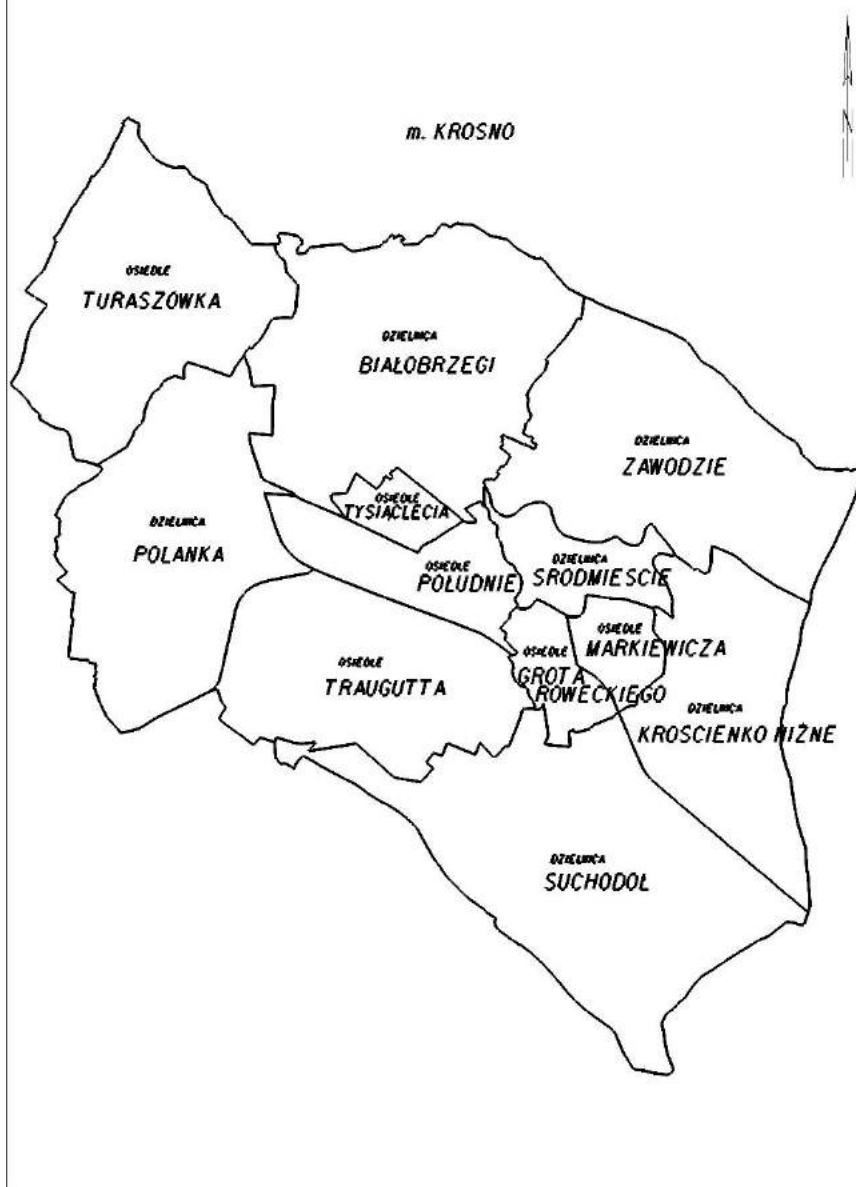 m. KROSNO
OSIEDLE
TURASZÓWKA
DZIELNICA
BIAŁOBRZEGI
DZIELNICA
ZAWODZIE
OSIEDLE
TYSIĄCLECIA
DZIELNICA
POLANKA
OSIEDLE
POŁUDNIE
DZIELNICA
ŚRODMIEŚCIE
OSIEDLE
MARKIEWICZA
OSIEDLE
GROTA
ROWECKIEGO
OSIEDLE
TRAUGUTTA
DZIELNICA
KROŚCIENKO NIŻNE
DZIELNICA
SUCHODÓŁ
N